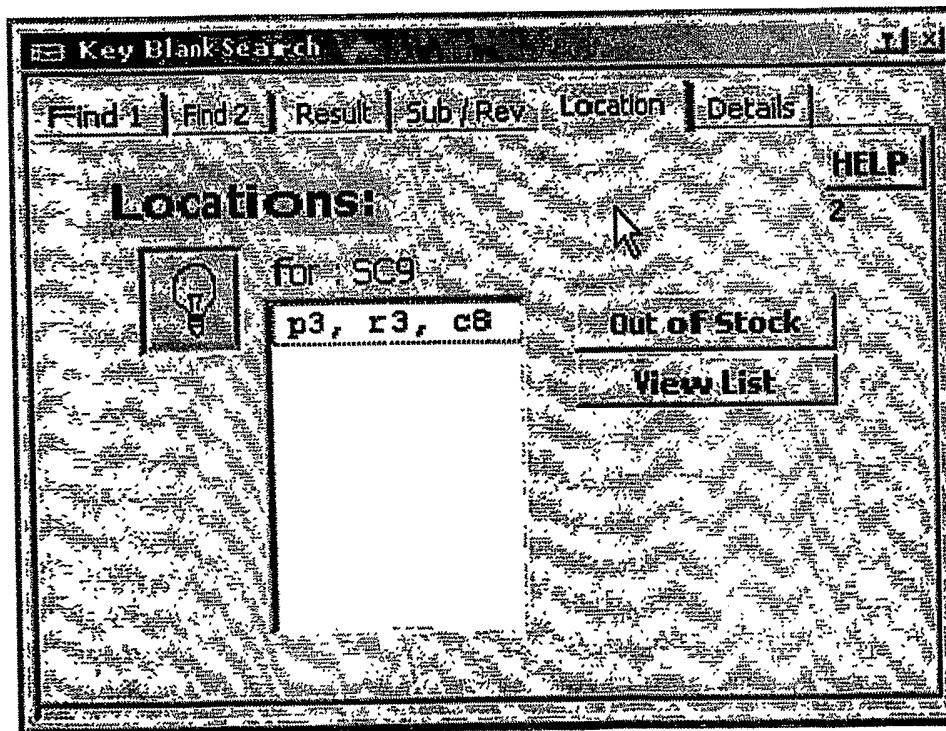 Key Blank Search
Find 1 Find 2 Result Sub / Rev Location Details
HELP
Locations:
2
for : SC9
p3, r3, c8
Out of Stock
View List